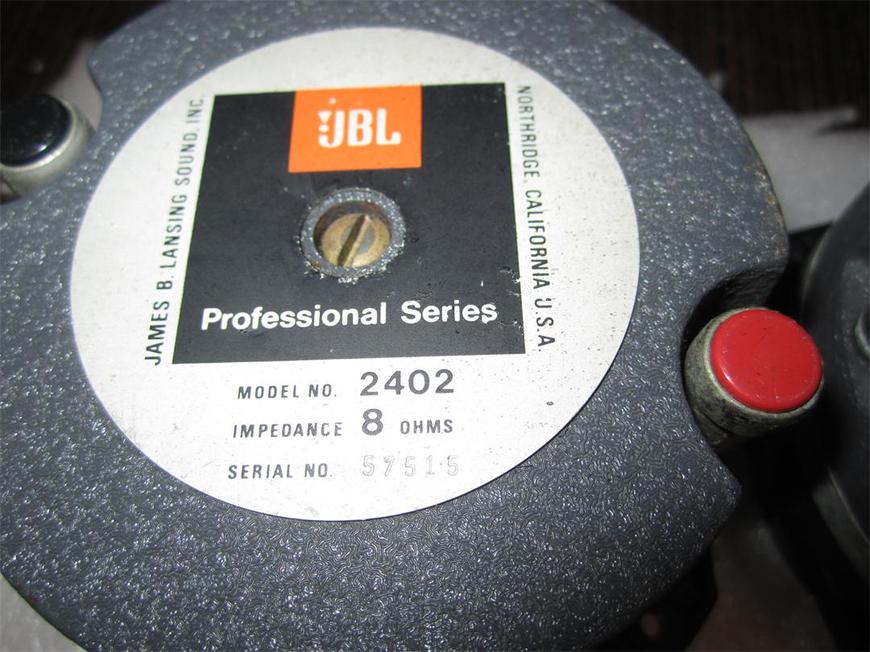 JBL
JAMES B. LANSING SOUND, INC.
NORTHRIDGE, CALIFORNIA U.S.A.
Professional Series
MODEL NO. 2402
IMPEDANCE 8 OHMS
SERIAL NO. 57515